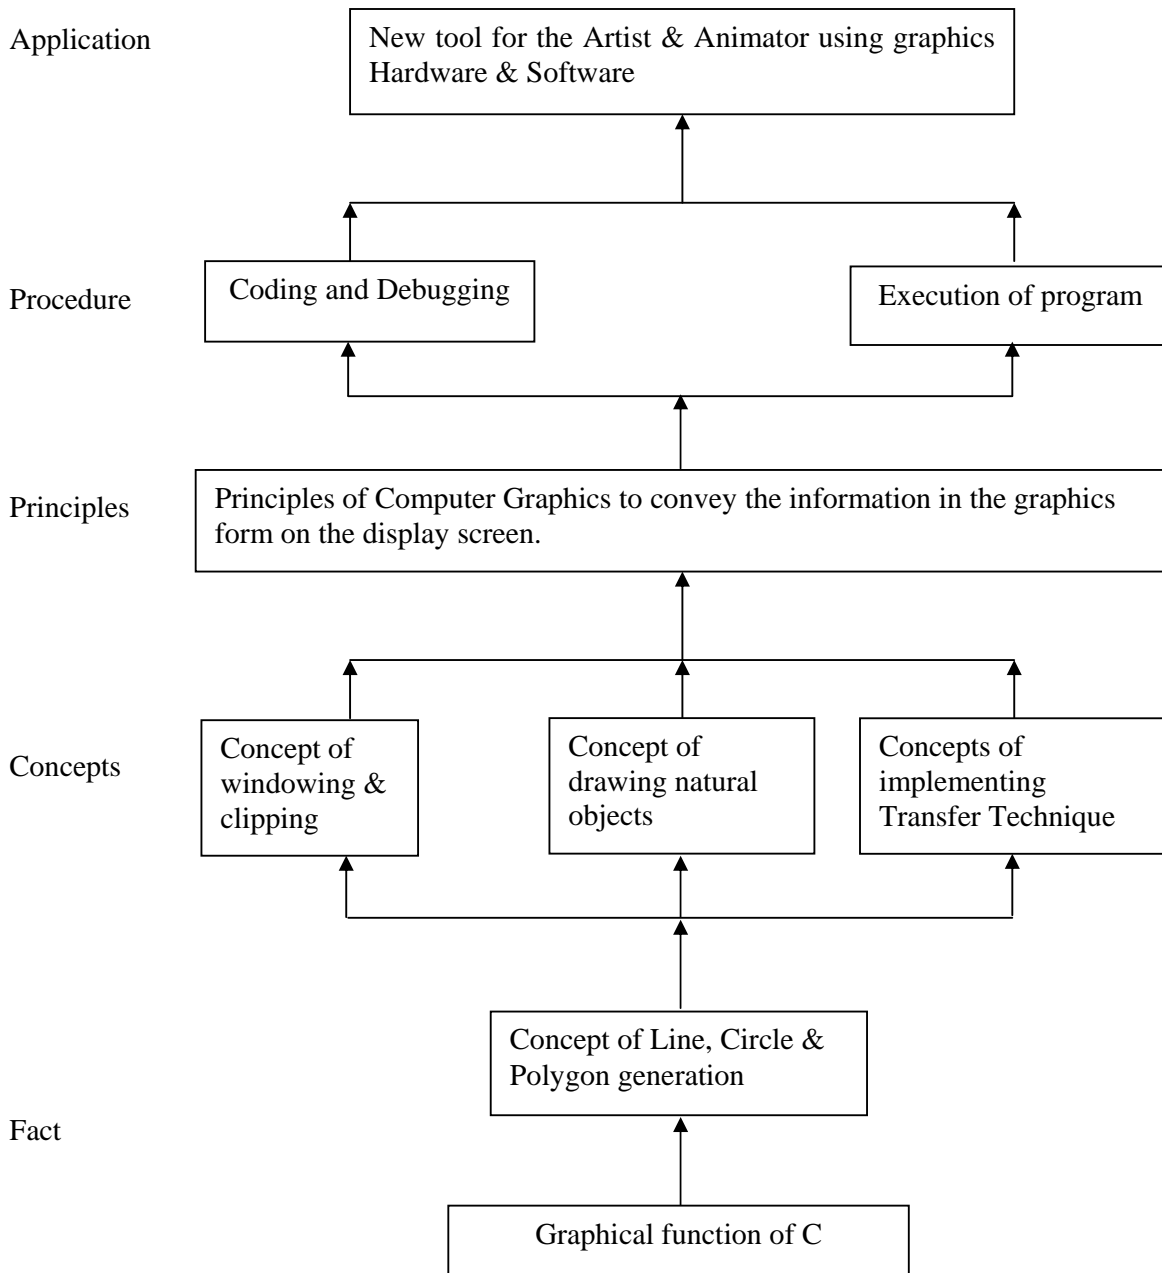 Application
New tool for the Artist & Animator using graphics
Hardware & Software
Procedure
Coding and Debugging
Execution of program
Principles
Principles of Computer Graphics to convey the information in the graphics
form on the display screen.
Concepts
Concept of
windowing &
clipping
Concept of
drawing natural
objects
Concepts of
implementing
Transfer Technique
Concept of Line, Circle &
Polygon generation
Fact
Graphical function of C